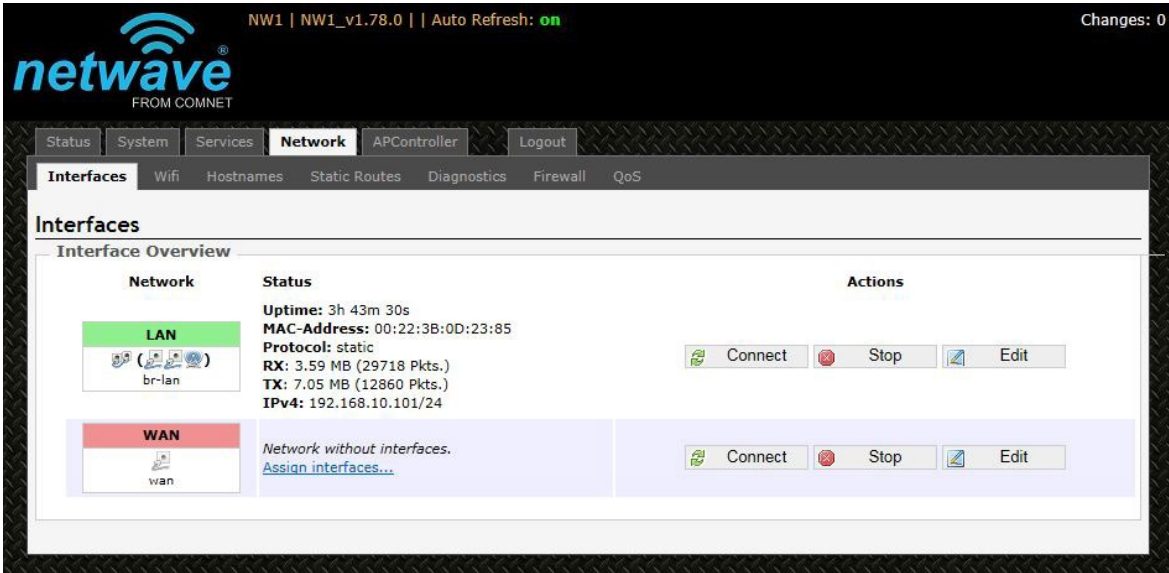 NW1 | NW1_v1.78.0 | | Auto Refresh: on
Changes: 0
netwave®
FROM COMNET
Status System Services Network APController Logout
Interfaces Wifi Hostnames Static Routes Diagnostics Firewall QoS
Interfaces
Interface Overview
Network Status Actions
LAN
(    )
br-lan
Uptime: 3h 43m 30s
MAC-Address: 00:22:3B:0D:23:85
Protocol: static
RX: 3.59 MB (29718 Pkts.)
TX: 7.05 MB (12860 Pkts.)
IPv4: 192.168.10.101/24
Connect Stop Edit
WAN
wan
Network without interfaces.
Assign interfaces...
Connect Stop Edit